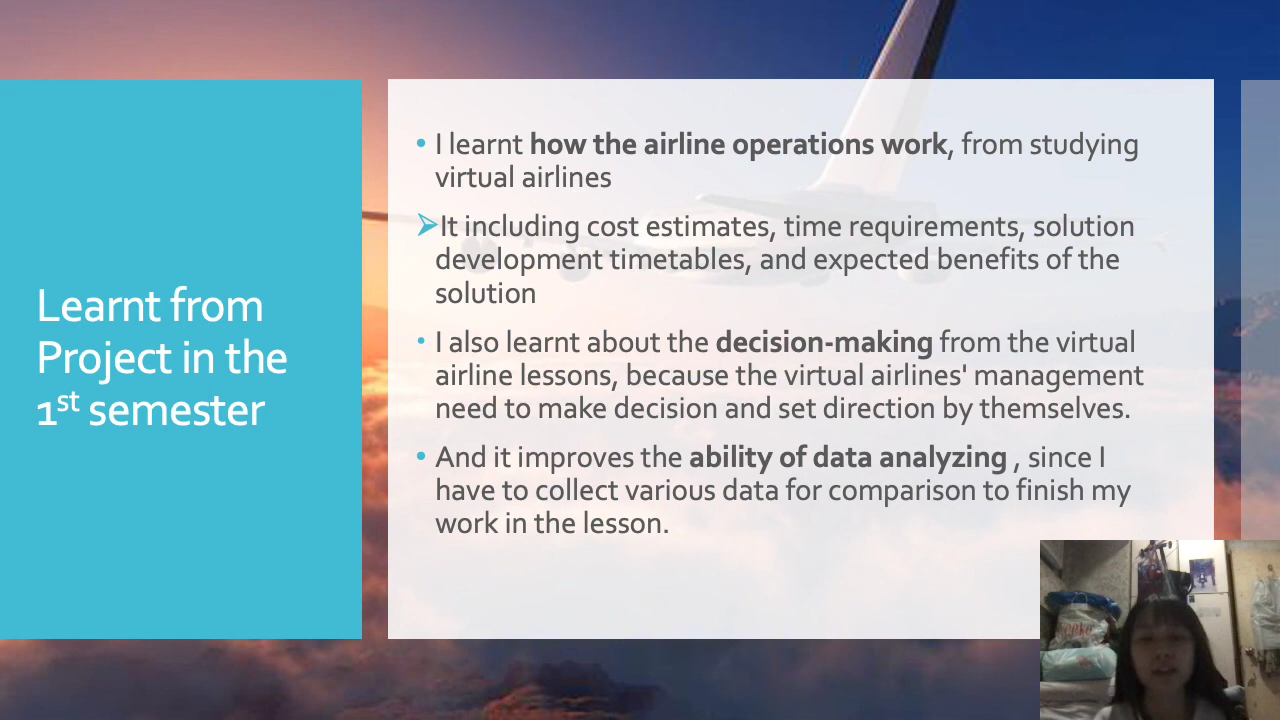 Learnt from
Project in the
1st semester
• I learnt how the airline operations work, from studying
virtual airlines
➢It including cost estimates, time requirements, solution
development timetables, and expected benefits of the
solution
• I also learnt about the decision-making from the virtual
airline lessons, because the virtual airlines' management
need to make decision and set direction by themselves.
• And it improves the ability of data analyzing , since I
have to collect various data for comparison to finish my
work in the lesson.